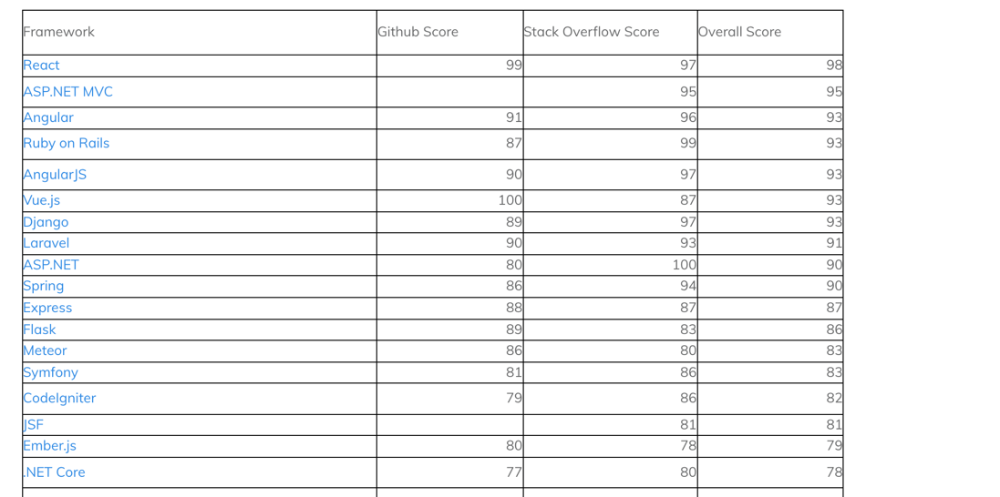 Framework Github Score Stack Overflow Score Overall Score
React 99 97 98
ASP.NET MVC 95 95
Angular 91 96 93
Ruby on Rails 87 99 93
AngularJS 90 97 93
Vue.js 100 87 93
Django 89 97 93
Laravel 90 93 91
ASP.NET 80 100 90
Spring 86 94 90
Express 88 87 87
Flask 89 83 86
Meteor 86 80 83
Symfony 81 86 83
CodeIgniter 79 86 82
JSF 81 81
Ember.js 80 78 79
.NET Core 77 80 78